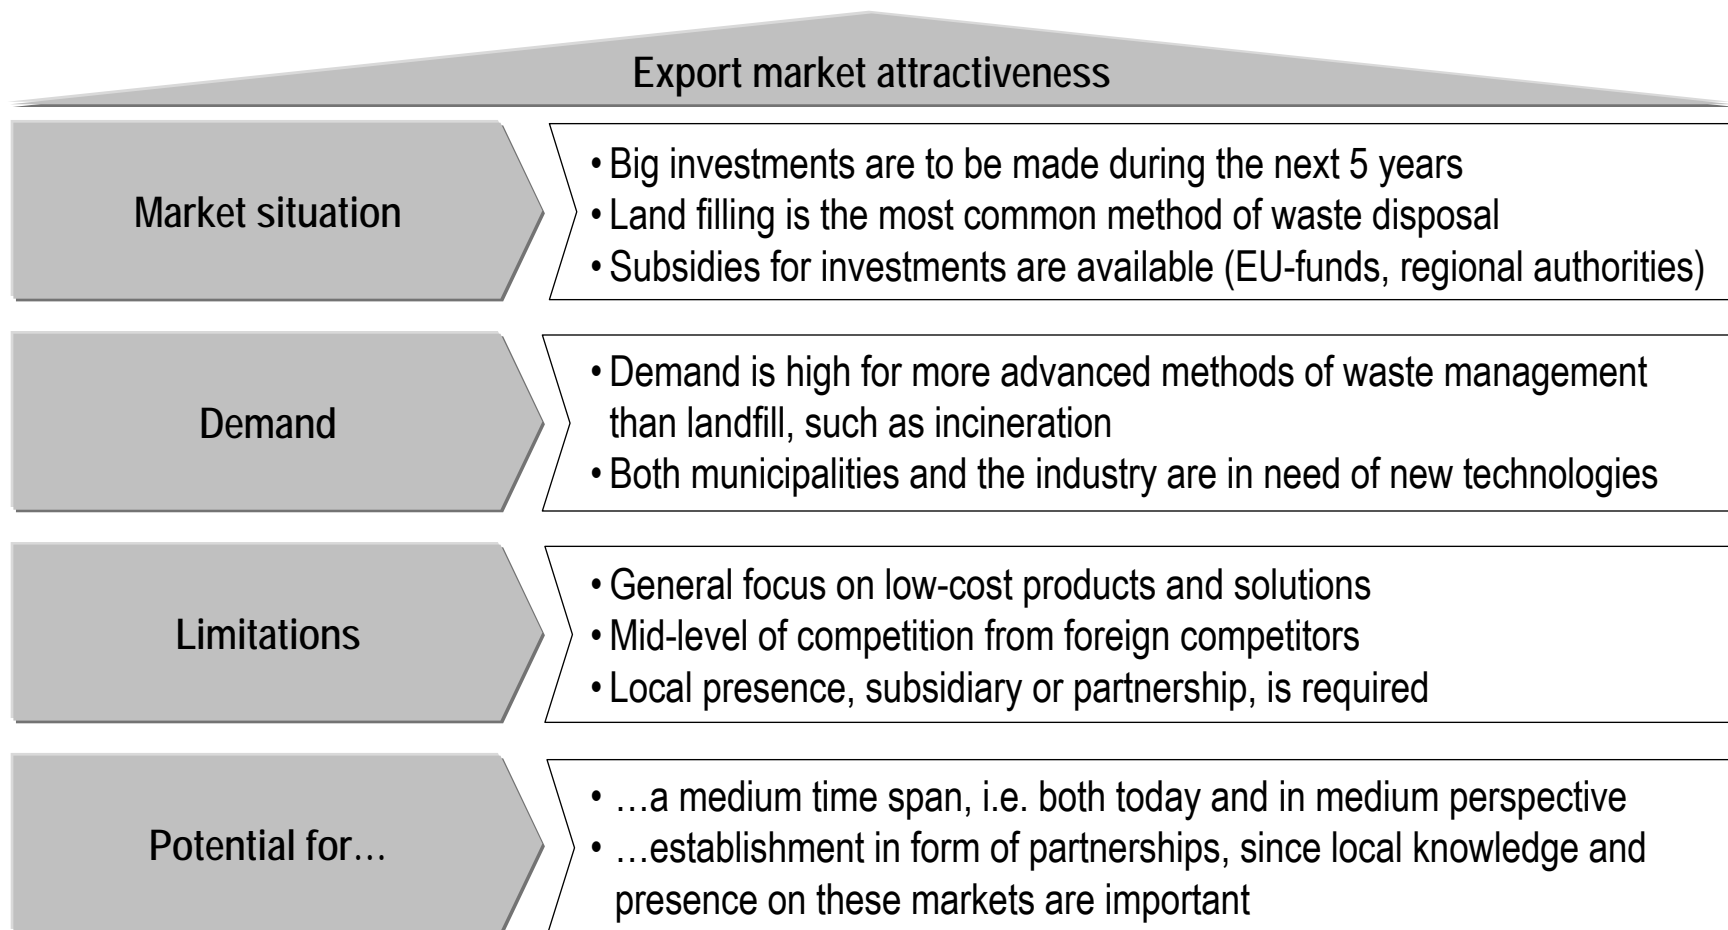 Export market attractiveness
Market situation
• Big investments are to be made during the next 5 years
• Land filling is the most common method of waste disposal
• Subsidies for investments are available (EU-funds, regional authorities)
Demand
• Demand is high for more advanced methods of waste management
than landfill, such as incineration
• Both municipalities and the industry are in need of new technologies
Limitations
• General focus on low-cost products and solutions
• Mid-level of competition from foreign competitors
• Local presence, subsidiary or partnership, is required
Potential for…
• …a medium time span, i.e. both today and in medium perspective
• …establishment in form of partnerships, since local knowledge and
presence on these markets are important